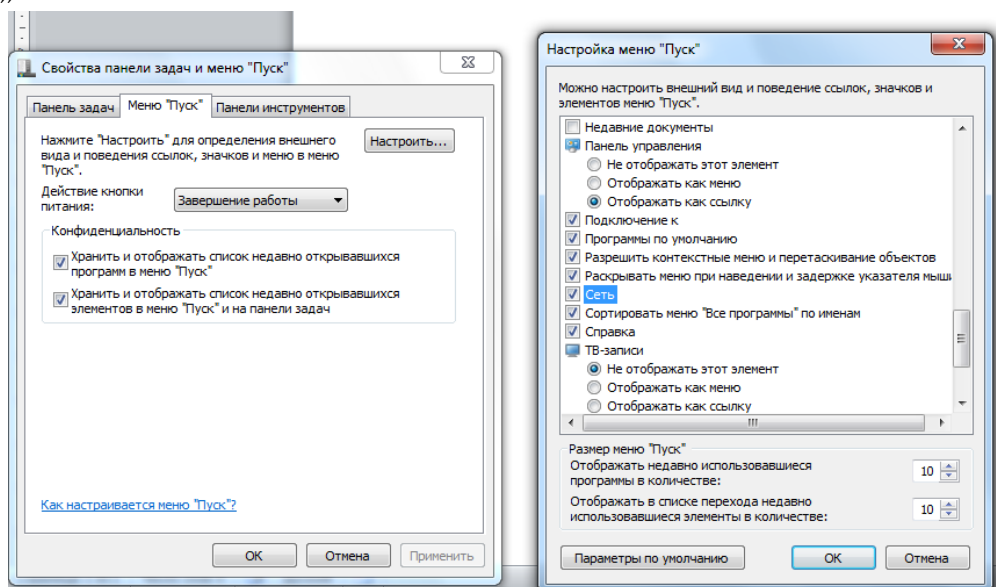 Свойства панели задач и меню "Пуск"
Панель задач
Меню "Пуск"
Панели инструментов
Нажмите "Настроить" для определения внешнего
вида и поведения ссылок, значков и меню в меню
"Пуск".
Настроить...
Действие кнопки
питания:
Завершение работы
Конфиденциальность
Хранить и отображать список недавно открывавшихся
программ в меню "Пуск"
Хранить и отображать список недавно открывавшихся
элементов в меню "Пуск" и на панели задач
Как настраивается меню "Пуск"?
ОК
Отмена
Применить
Настройка меню "Пуск"
Можно настроить внешний вид и поведение ссылок, значков и
элементов меню "Пуск".
Недавние документы
Панель управления
Не отображать этот элемент
Отображать как меню
Отображать как ссылку
Подключение к
Программы по умолчанию
Разрешить контекстные меню и перетаскивание объектов
Раскрывать меню при наведении и задержке указателя мыши
Сеть
Сортировать меню "Все программы" по именам
Справка
ТВ-записи
Не отображать этот элемент
Отображать как меню
Отображать как ссылку
Размер меню "Пуск"
Отображать недавно использовавшиеся
программы в количестве:
10
Отображать в списке перехода недавно
использовавшиеся элементы в количестве:
10
Параметры по умолчанию
ОК
Отмена